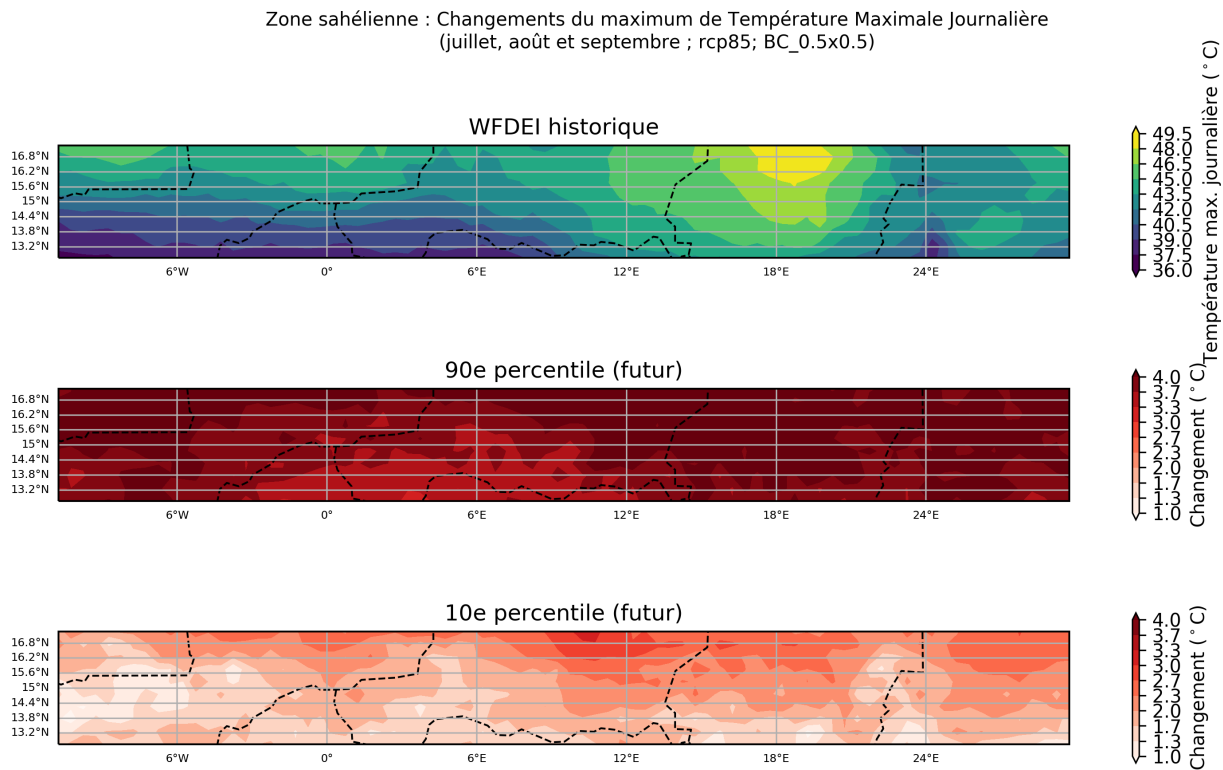 Zone sahélienne : Changements du maximum de Température Maximale Journalière
(juillet, août et septembre ; rcp85; BC_0.5x0.5)
WFDEI historique
16.8°N
16.2°N
15.6°N
15°N
14.4°N
13.8°N
13.2°N
6°W 0° 6°E 12°E 18°E 24°E
49.5
48.0
46.5
45.0
43.5
42.0
40.5
39.0
37.5
36.0
Température max. journalière (°C)
90e percentile (futur)
16.8°N
16.2°N
15.6°N
15°N
14.4°N
13.8°N
13.2°N
6°W 0° 6°E 12°E 18°E 24°E
4.0
3.7
3.3
3.0
2.7
2.3
2.0
1.7
1.3
1.0
Changement (°C)
10e percentile (futur)
16.8°N
16.2°N
15.6°N
15°N
14.4°N
13.8°N
13.2°N
6°W 0° 6°E 12°E 18°E 24°E
4.0
3.7
3.3
3.0
2.7
2.3
2.0
1.7
1.3
1.0
Changement (°C)